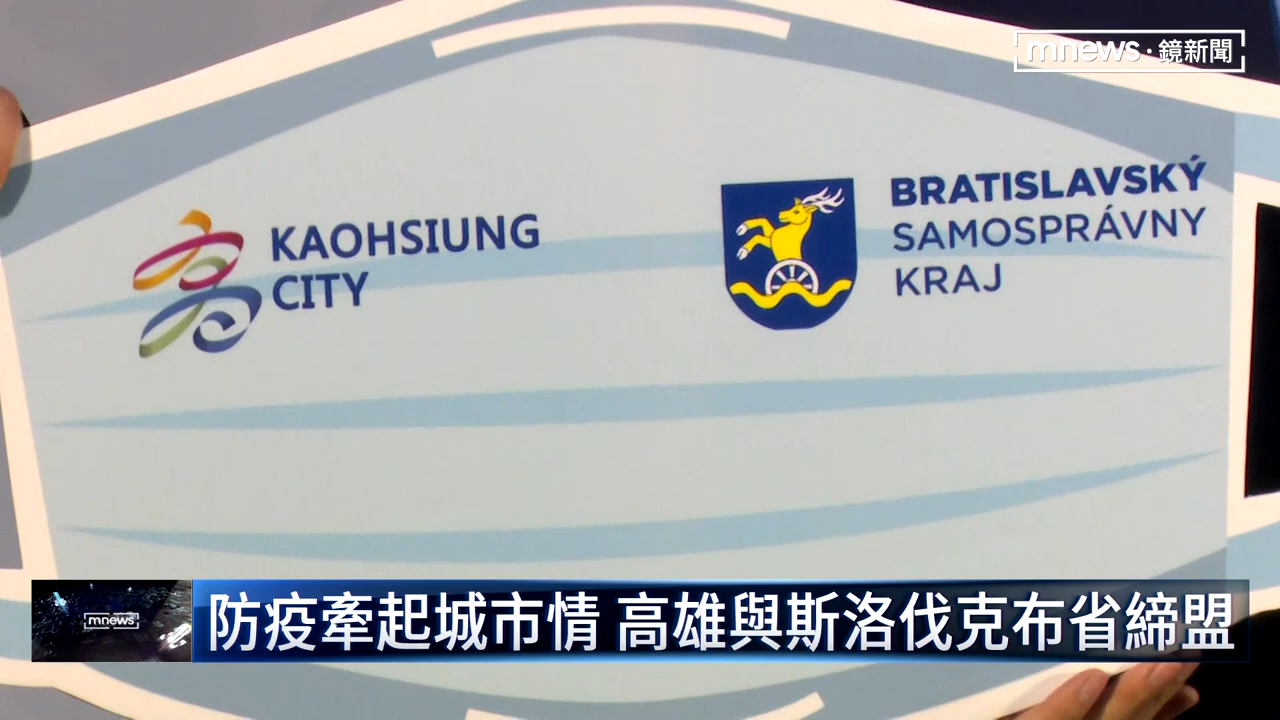 mnews·鏡新聞
KAOHSIUNG
CITY
BRATISLAVSKÝ
SAMOSPRÁVNY
KRAJ
mnews
防疫牽起城市情 高雄與斯洛伐克布省締盟